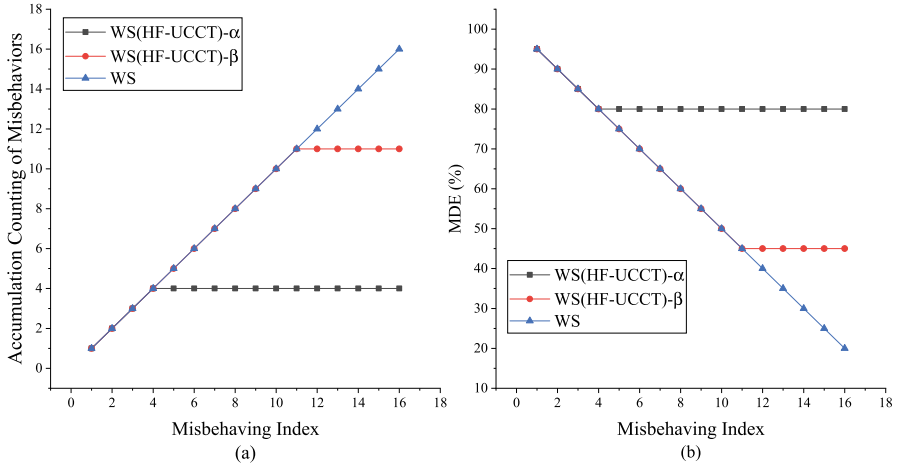 Accumulation Counting of Misbehaviors
18
16
14
12
10
8
6
4
2
0
WS(HF-UCCT)-α
WS(HF-UCCT)-β
WS
0 2 4 6 8 10 12 14 16 18
Misbehaving Index
(a)
MDE (%)
100
90
80
70
60
50
40
30
20
10
WS(HF-UCCT)-α
WS(HF-UCCT)-β
WS
0 2 4 6 8 10 12 14 16 18
Misbehaving Index
(b)